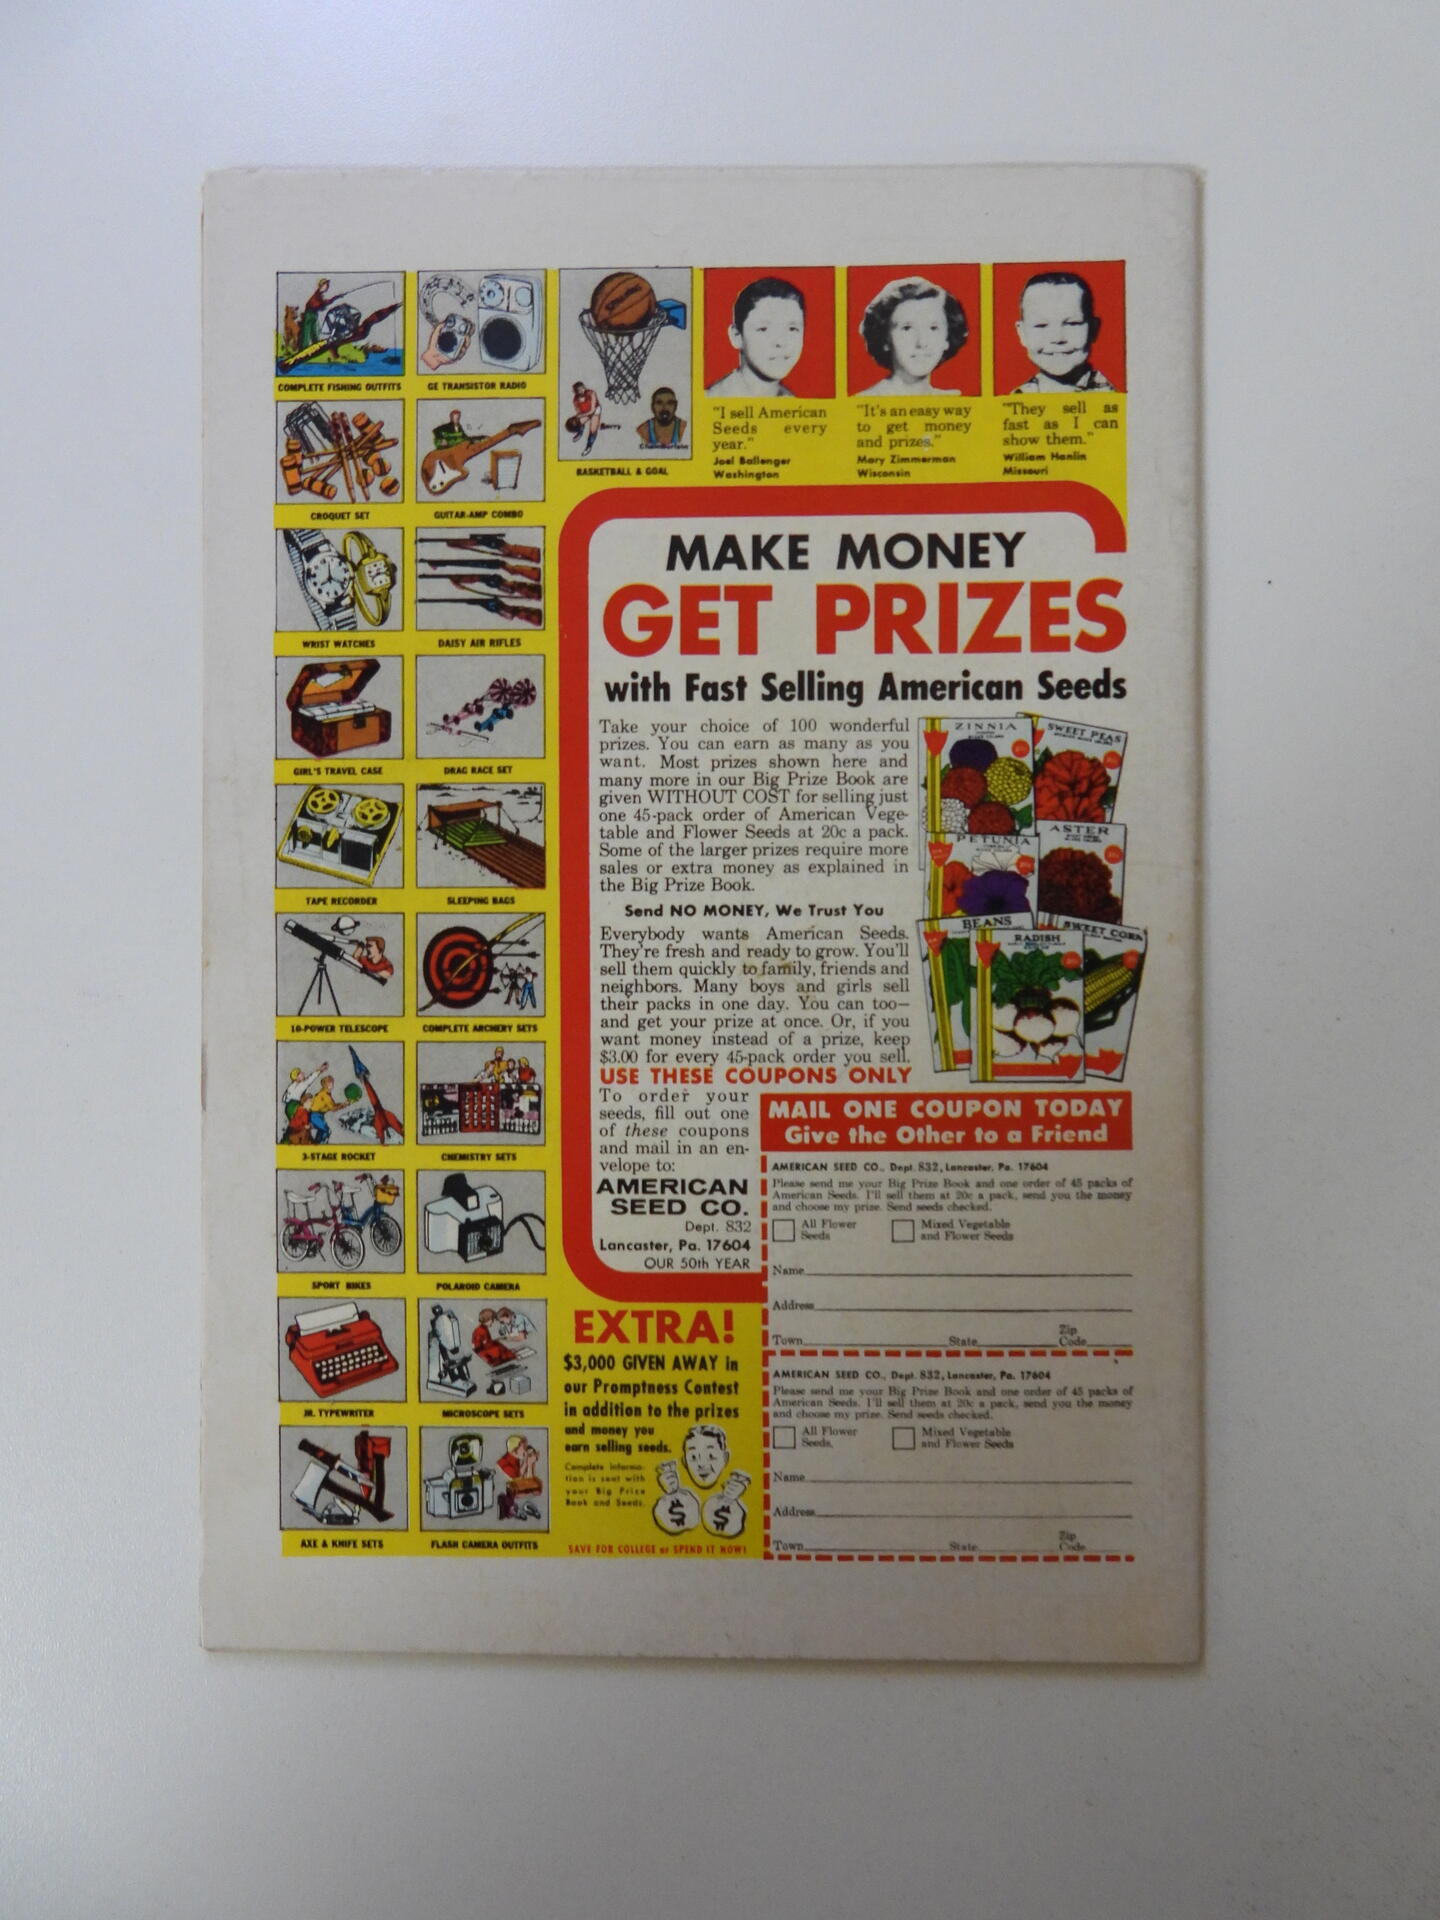 COMPLETE FISHING OUTFITS
GE TRANSISTOR RADIO
CROQUET SET
GUITAR-AMP COMBO
WRIST WATCHES
DAISY AIR RIFLES
GIRL'S TRAVEL CASE
DRAG RACE SET
TAPE RECORDER
SLEEPING BAGS
10-POWER TELESCOPE
COMPLETE ARCHERY SETS
3-STAGE ROCKET
CHEMISTRY SETS
SPORT BIKES
POLAROID CAMERA
JR. TYPEWRITER
MICROSCOPE SETS
AXE & KNIFE SETS
FLASH CAMERA OUTFITS
SPALDING
Barry
Chamberlain
BASKETBALL & GOAL
"I sell American
Seeds every
year."
Joel Ballenger
Washington
"It's an easy way
to get money
and prizes."
Mary Zimmerman
Wisconsin
"They sell as
fast as I can
show them."
William Hanlin
Missouri
MAKE MONEY
GET PRIZES
with Fast Selling American Seeds
Take your choice of 100 wonderful
prizes. You can earn as many as you
want. Most prizes shown here and
many more in our Big Prize Book are
given WITHOUT COST for selling just
one 45-pack order of American Vege-
table and Flower Seeds at 20c a pack.
Some of the larger prizes require more
sales or extra money as explained in
the Big Prize Book.
Send NO MONEY, We Trust You
Everybody wants American Seeds.
They're fresh and ready to grow. You'll
sell them quickly to family, friends and
neighbors. Many boys and girls sell
their packs in one day. You can too—
and get your prize at once. Or, if you
want money instead of a prize, keep
$3.00 for every 45-pack order you sell.
USE THESE COUPONS ONLY
To order your
seeds, fill out one
of these coupons
and mail in an en-
velope to:
AMERICAN
SEED CO.
Dept. 832
Lancaster, Pa. 17604
OUR 50th YEAR
ZINNIA
SWEET PEAS
PETUNIA
ASTER
BEANS
RADISH
SWEET CORN
MAIL ONE COUPON TODAY
Give the Other to a Friend
AMERICAN SEED CO., Dept. 832, Lancaster, Pa. 17604
Please send me your Big Prize Book and one order of 45 packs of
American Seeds. I'll sell them at 20c a pack, send you the money
and choose my prize. Send seeds checked.
All Flower
Seeds
Mixed Vegetable
and Flower Seeds
Name
Address
Town State Zip
Code
AMERICAN SEED CO., Dept. 832, Lancaster, Pa. 17604
Please send me your Big Prize Book and one order of 45 packs of
American Seeds. I'll sell them at 20c a pack, send you the money
and choose my prize. Send seeds checked.
All Flower
Seeds
Mixed Vegetable
and Flower Seeds
Name
Address
Town State Zip
Code
EXTRA!
$3,000 GIVEN AWAY in
our Promptness Contest
in addition to the prizes
and money you
earn selling seeds.
Complete informa-
tion is sent with
your Big Prize
Book and Seeds.
$ $
SAVE FOR COLLEGE or SPEND IT NOW!